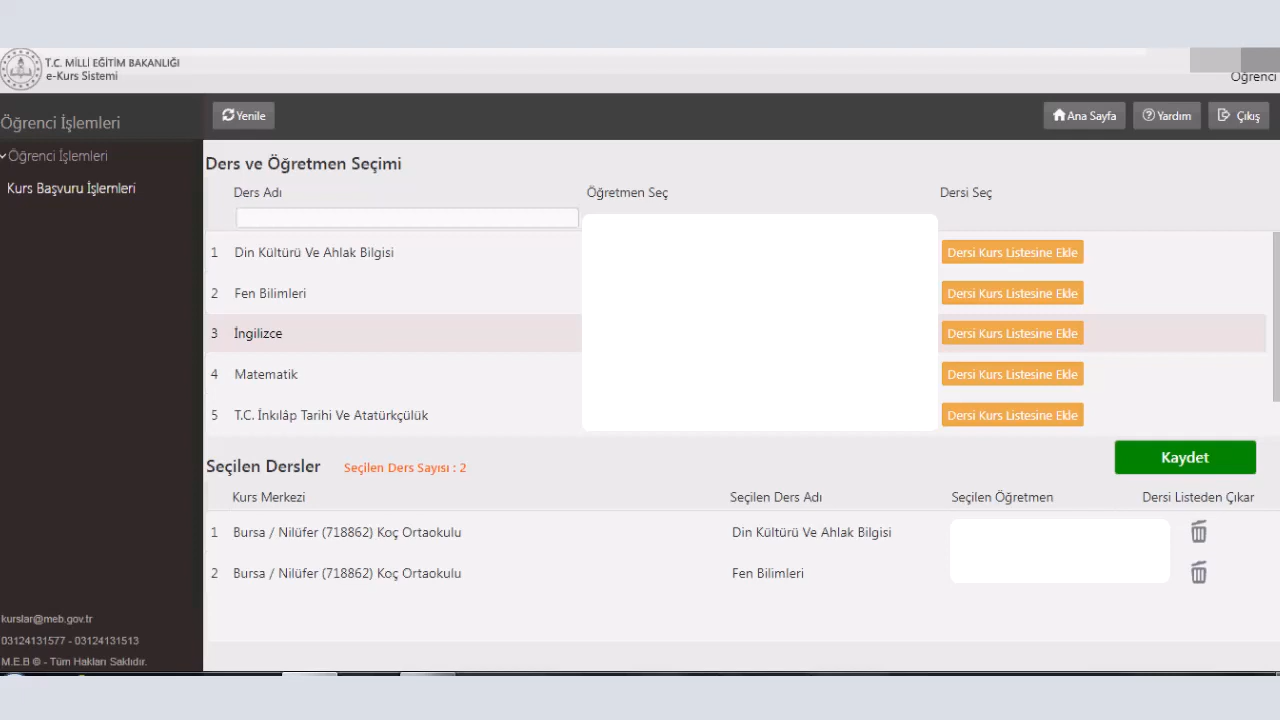 T.C. MİLLİ EĞİTİM BAKANLIĞI
e-Kurs Sistemi
Öğrenci
Öğrenci İşlemleri
Yenile
Ana Sayfa
Yardım
Çıkış
Öğrenci İşlemleri
Kurs Başvuru İşlemleri
Ders ve Öğretmen Seçimi
Ders Adı Öğretmen Seç Dersi Seç
1 Din Kültürü Ve Ahlak Bilgisi Dersi Kurs Listesine Ekle
2 Fen Bilimleri Dersi Kurs Listesine Ekle
3 İngilizce Dersi Kurs Listesine Ekle
4 Matematik Dersi Kurs Listesine Ekle
5 T.C. İnkılâp Tarihi Ve Atatürkçülük Dersi Kurs Listesine Ekle
Seçilen Dersler Seçilen Ders Sayısı : 2 Kaydet
Kurs Merkezi Seçilen Ders Adı Seçilen Öğretmen Dersi Listeden Çıkar
1 Bursa / Nilüfer (718862) Koç Ortaokulu Din Kültürü Ve Ahlak Bilgisi
2 Bursa / Nilüfer (718862) Koç Ortaokulu Fen Bilimleri
kurslar@meb.gov.tr
03124131577 - 03124131513
M.E.B © - Tüm Hakları Saklıdır.